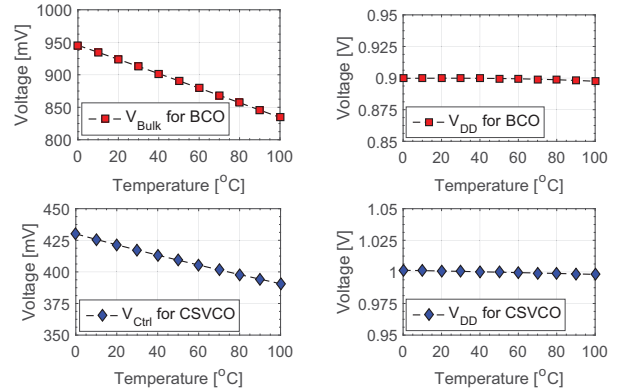 1000
950
900
850
800
Voltage [mV]
V_Bulk for BCO
0 20 40 60 80 100
Temperature [°C]
0.95
0.925
0.9
0.875
0.85
Voltage [V]
V_DD for BCO
0 20 40 60 80 100
Temperature [°C]
450
425
400
375
350
Voltage [mV]
V_Ctrl for CSVCO
0 20 40 60 80 100
Temperature [°C]
1.05
1.025
1
0.975
0.95
Voltage [V]
V_DD for CSVCO
0 20 40 60 80 100
Temperature [°C]